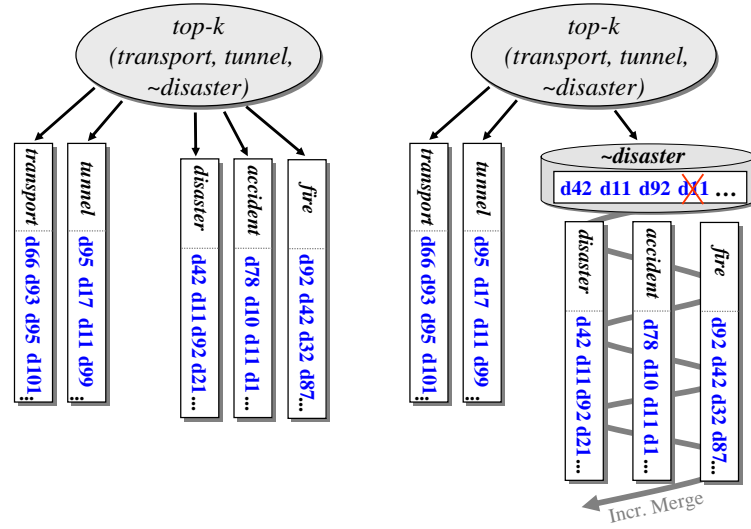 top-k
(transport, tunnel,
~disaster)
transport
d66 d93 d95 d101 ...
tunnel
d95 d17 d11 d99 ...
disaster
d42 d11 d92 d21 ...
accident
d78 d10 d11 d1 ...
fire
d92 d42 d32 d87 ...
top-k
(transport, tunnel,
~disaster)
transport
d66 d93 d95 d101 ...
tunnel
d95 d17 d11 d99 ...
~disaster
d42 d11 d92 d11 ...
disaster
d42 d11 d92 d21 ...
accident
d78 d10 d11 d1 ...
fire
d92 d42 d32 d87 ...
Incr. Merge